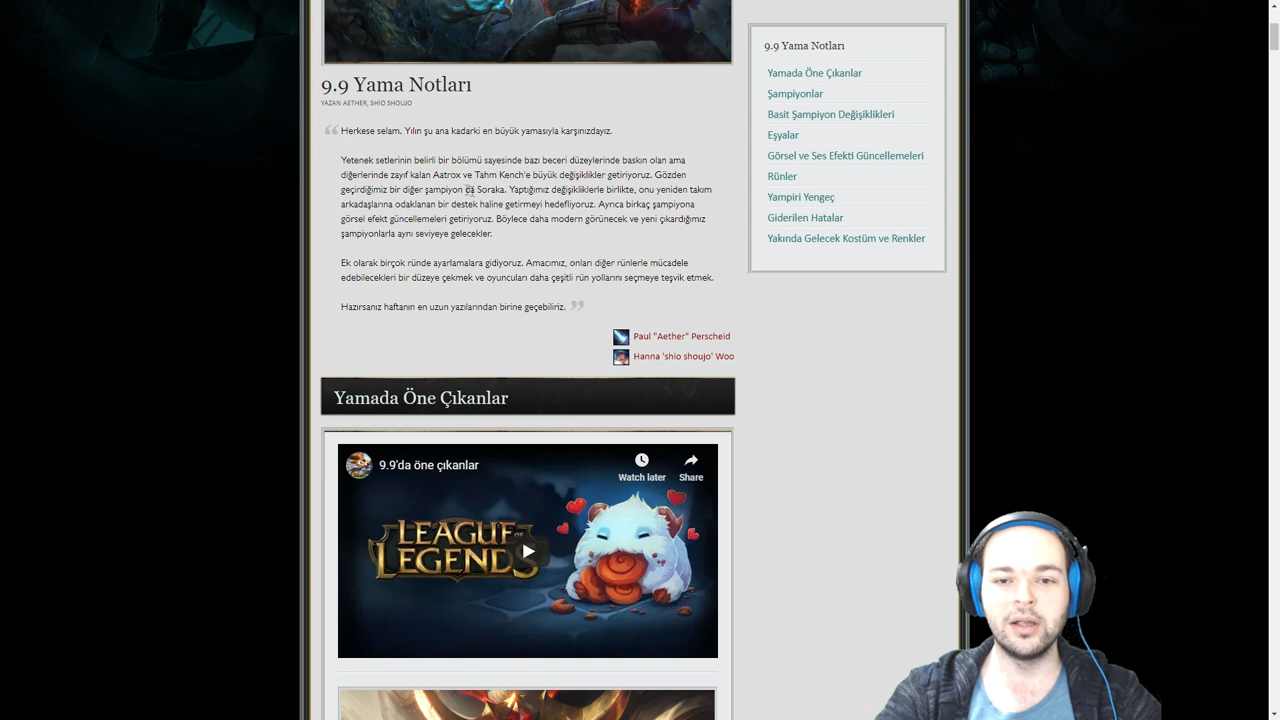 9.9 Yama Notları
YAZAN AETHER, SHİO SHOUJO
Herkese selam. Yılın şu ana kadarki en büyük yamasıyla karşınızdayız.
Yetenek setlerinin belirli bir bölümü sayesinde bazı beceri düzeylerinde baskın olan ama
diğerlerinde zayıf kalan Aatrox ve Tahm Kench'e büyük değişiklikler getiriyoruz. Gözden
geçirdiğimiz bir diğer şampiyon da Soraka. Yaptığımız değişikliklerle birlikte, onu yeniden takım
arkadaşlarına odaklanan bir destek haline getirmeyi hedefliyoruz. Ayrıca birkaç şampiyona
görsel efekt güncellemeleri getiriyoruz. Böylece daha modern görünecek ve yeni çıkardığımız
şampiyonlarla aynı seviyeye gelecekler.
Ek olarak birçok ründe ayarlamalara gidiyoruz. Amacımız, onları diğer rünlerle mücadele
edebilecekleri bir düzeye çekmek ve oyuncuları daha çeşitli rün yollarını seçmeye teşvik etmek.
Hazırsanız haftanın en uzun yazılarından birine geçebiliriz.
Paul "Aether" Perscheid
Hanna 'shio shoujo' Woo
Yamada Öne Çıkanlar
9.9'da öne çıkanlar
Watch later
Share
LEAGUE OF
LEGENDS
9.9 Yama Notları
Yamada Öne Çıkanlar
Şampiyonlar
Basit Şampiyon Değişiklikleri
Eşyalar
Görsel ve Ses Efekti Güncellemeleri
Rünler
Yampiri Yengeç
Giderilen Hatalar
Yakında Gelecek Kostüm ve Renkler